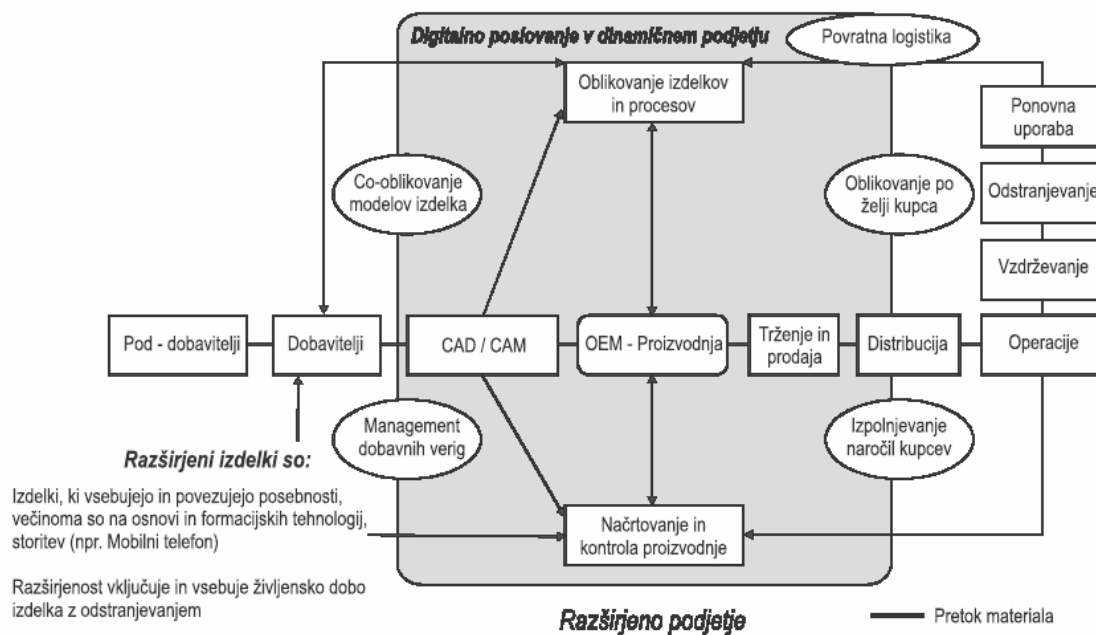 Digitalno poslovanje v dinamičnem podjetju
Povratna logistika
Oblikovanje izdelkov
in procesov
Ponovna
uporaba
Co-oblikovanje
modelov izdelka
Oblikovanje po
želji kupca
Odstranjevanje
Vzdrževanje
Pod - dobavitelji
Dobavitelji
CAD / CAM
OEM - Proizvodnja
Trženje in
prodaja
Distribucija
Operacije
Management
dobavnih verig
Izpolnjevanje
naročil kupcev
Razširjeni izdelki so:
Izdelki, ki vsebujejo in povezujejo posebnosti,
večinoma so na osnovi in formacijskih tehnologij,
storitev (npr. Mobilni telefon)
Načrtovanje in
kontrola proizvodnje
Razširjenost vključuje in vsebuje življensko dobo
izdelka z odstranjevanjem
Razširjeno podjetje
Pretok materiala